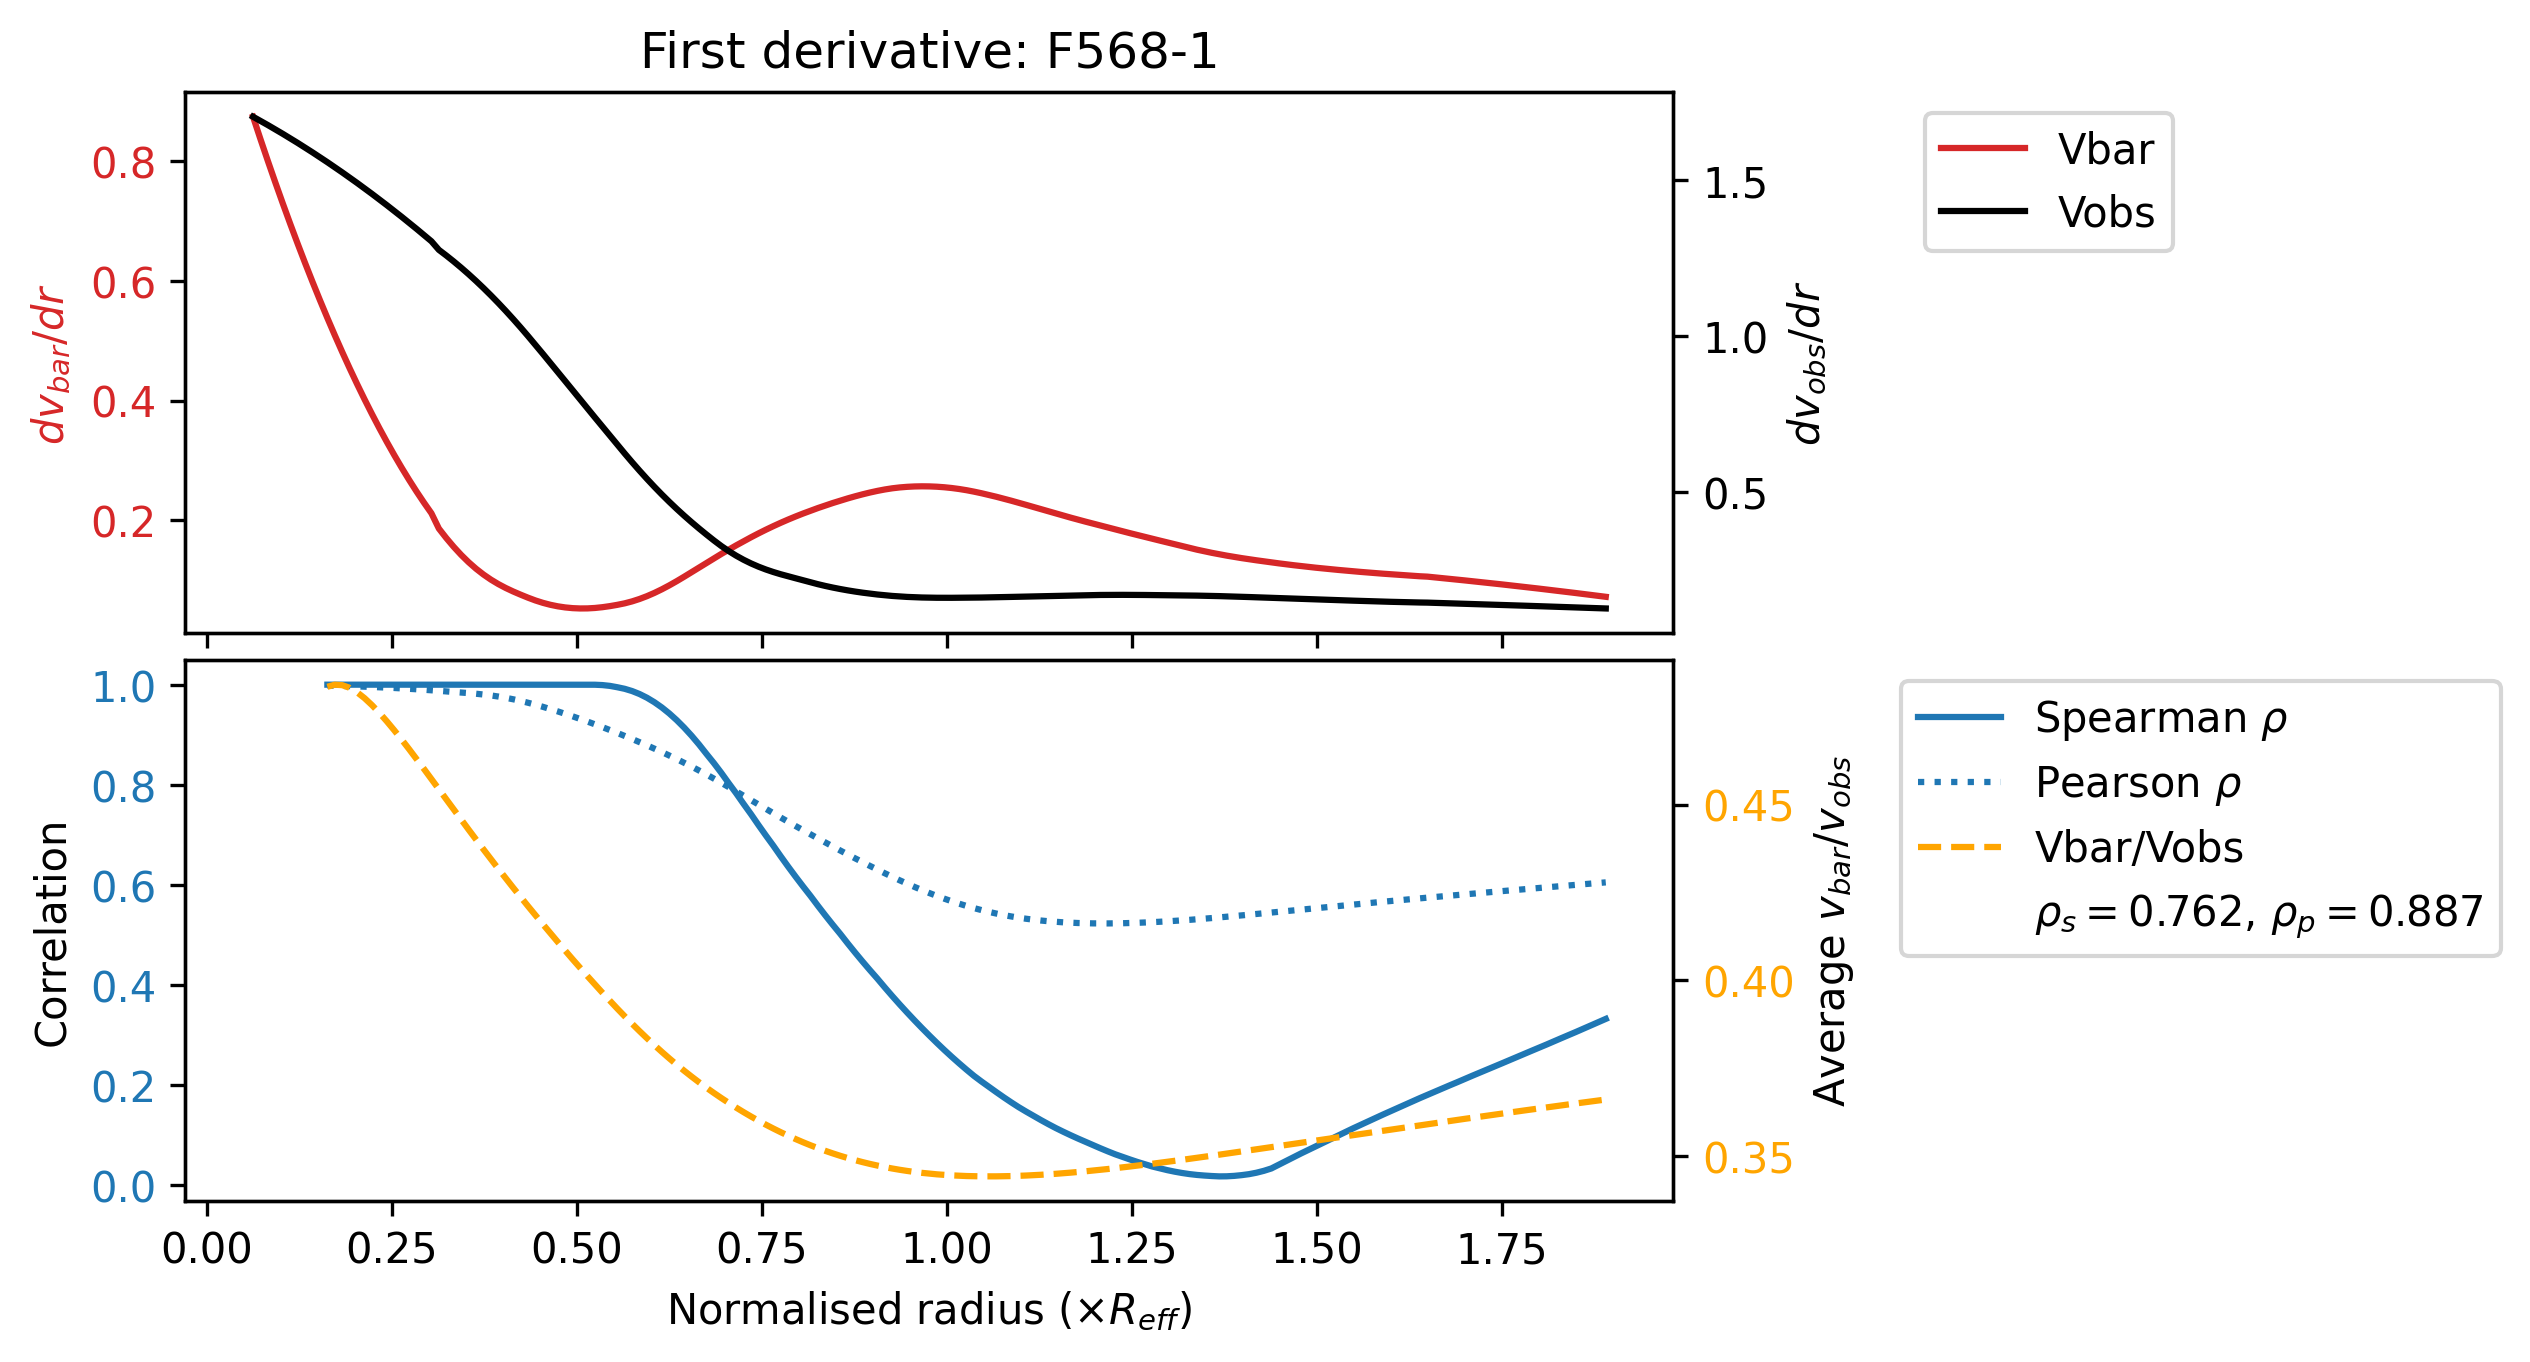 First derivative: F568-1
0.8
0.6
0.4
0.2
dv_bar/dr
1.5
1.0
0.5
dv_obs/dr
Vbar
Vobs
1.0
0.8
0.6
0.4
0.2
0.0
Correlation
0.45
0.40
0.35
Average v_bar/v_obs
Spearman ρ
Pearson ρ
Vbar/Vobs
ρ_s = 0.762, ρ_p = 0.887
0.00 0.25 0.50 0.75 1.00 1.25 1.50 1.75
Normalised radius (×R_eff)